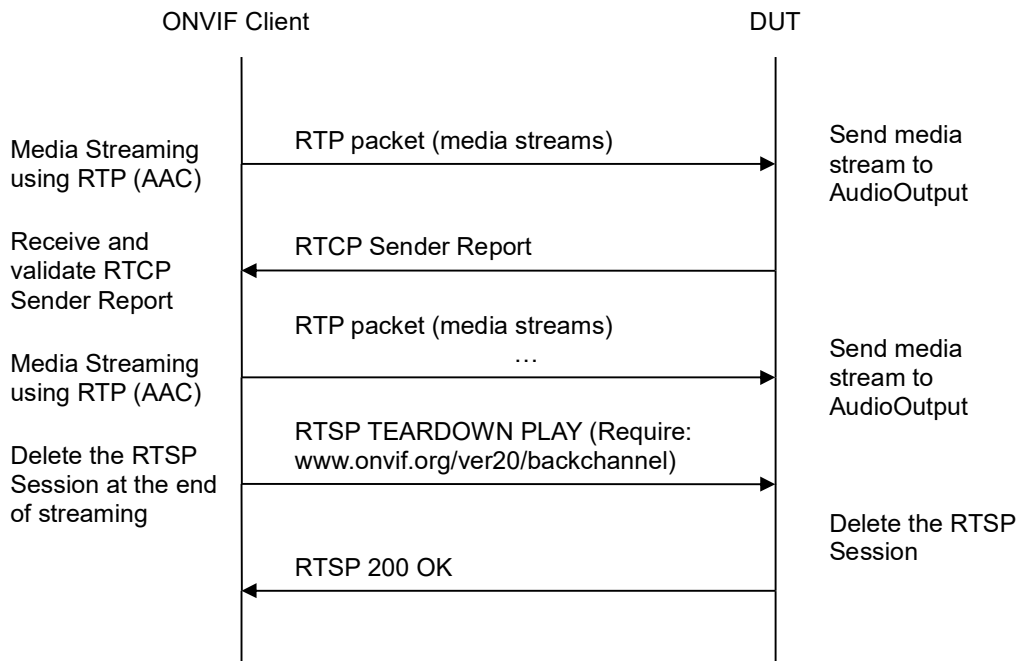 ONVIF Client
DUT
RTP packet (media streams)
Media Streaming
using RTP (AAC)
Send media
stream to
AudioOutput
Receive and
validate RTCP
Sender Report
RTCP Sender Report
RTP packet (media streams)
…
Media Streaming
using RTP (AAC)
Send media
stream to
AudioOutput
RTSP TEARDOWN PLAY (Require:
www.onvif.org/ver20/backchannel)
Delete the RTSP
Session at the end
of streaming
Delete the RTSP
Session
RTSP 200 OK